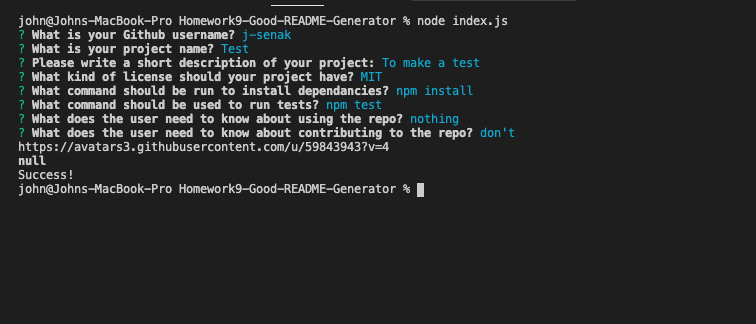 john@Johns-MacBook-Pro Homework9-Good-README-Generator % node index.js
? What is your Github username? j-senak
? What is your project name? Test
? Please write a short description of your project: To make a test
? What kind of license should your project have? MIT
? What command should be run to install dependancies? npm install
? What command should be used to run tests? npm test
? What does the user need to know about using the repo? nothing
? What does the user need to know about contributing to the repo? don't
https://avatars3.githubusercontent.com/u/59843943?v=4
null
Success!
john@Johns-MacBook-Pro Homework9-Good-README-Generator %